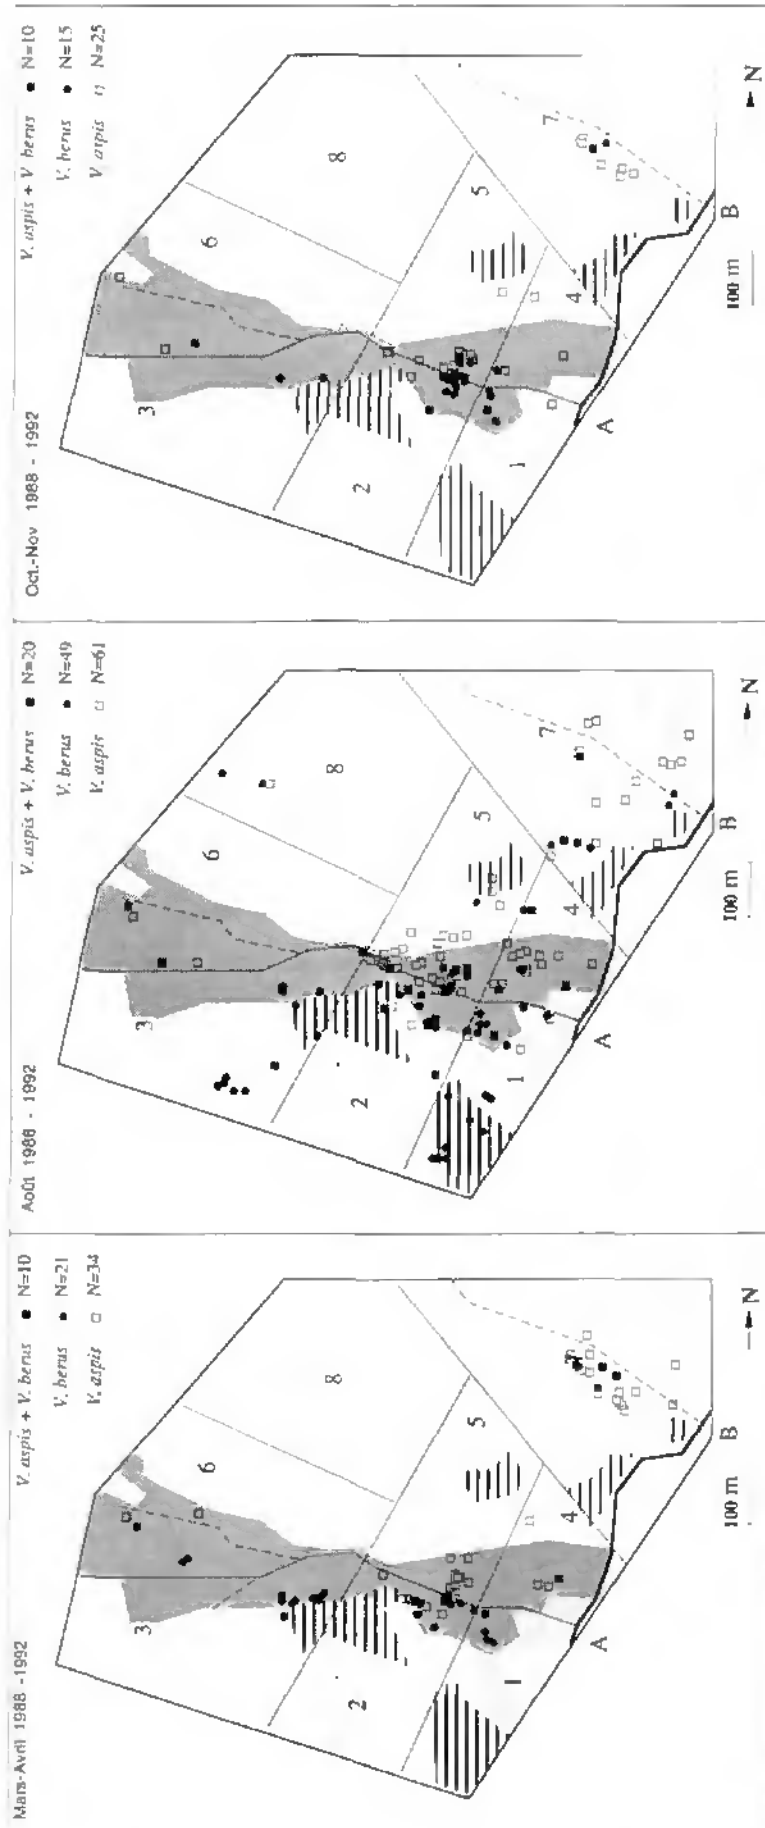 Mars-Avril 1988 -1992
V. aspis + V. berus ■ N=10
V. berus ● N=21
V. aspis □ N=34
3
6
8
2
5
1
4
7
A
B
100 m
N
Août 1988 - 1992
V. aspis + V. berus ■ N=20
V. berus ● N=49
V. aspis □ N=61
3
6
8
2
5
1
4
7
A
B
100 m
N
Oct.-Nov 1988 - 1992
V. aspis + V berus ■ N=10
V. berus ● N=15
V aspis □ N=25
3
6
8
2
5
1
4
7
A
B
100 m
N